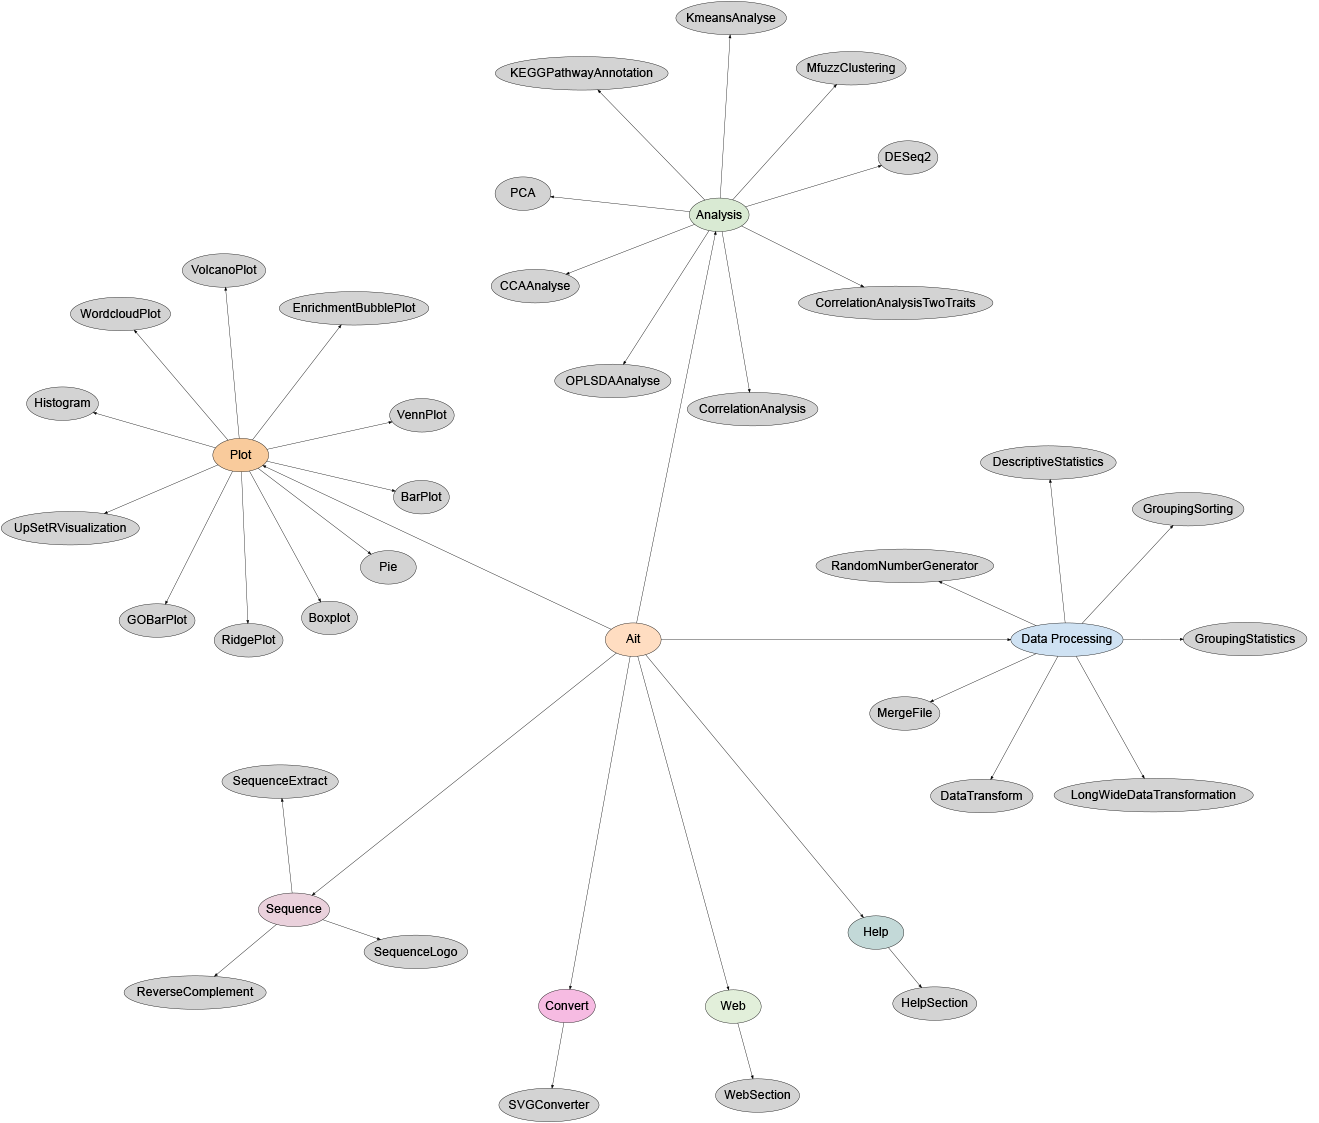 KmeansAnalyse
KEGGPathwayAnnotation
MfuzzClustering
DESeq2
PCA
Analysis
CCAAnalyse
CorrelationAnalysisTwoTraits
OPLSDAAnalyse
CorrelationAnalysis
VolcanoPlot
WordcloudPlot
EnrichmentBubblePlot
Histogram
VennPlot
Plot
BarPlot
UpSetRVisualization
Pie
GOBarPlot
RidgePlot
Boxplot
DescriptiveStatistics
GroupingSorting
RandomNumberGenerator
Ait
Data Processing
GroupingStatistics
MergeFile
DataTransform
LongWideDataTransformation
SequenceExtract
Sequence
SequenceLogo
ReverseComplement
Help
HelpSection
Convert
Web
SVGConverter
WebSection